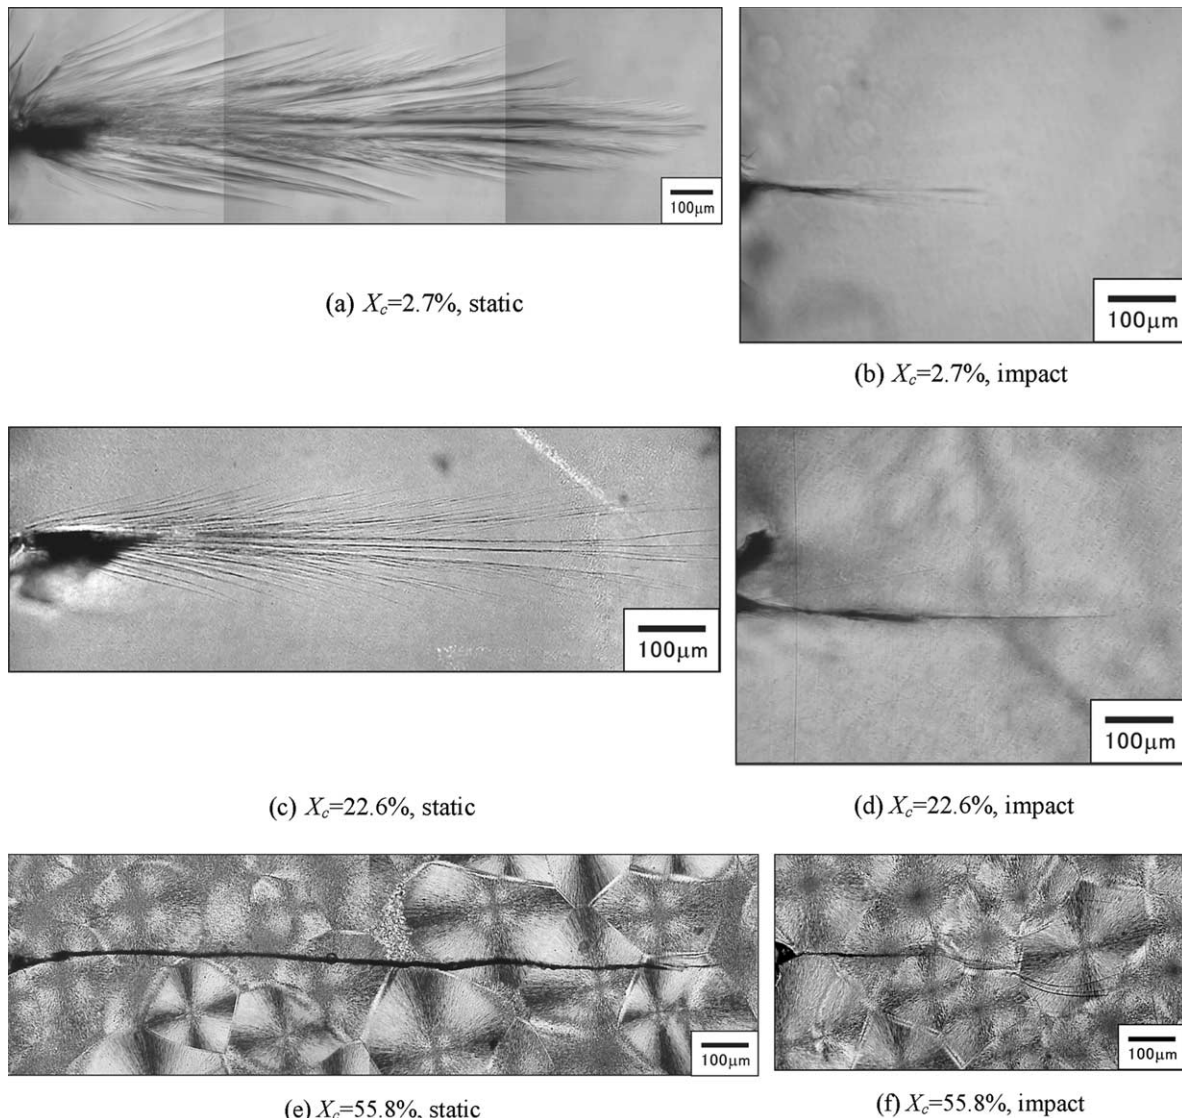 100μm
(a) Xc=2.7%, static
100μm
(b) Xc=2.7%, impact
100μm
(c) Xc=22.6%, static
100μm
(d) Xc=22.6%, impact
100μm
(e) Xc=55.8%, static
100μm
(f) Xc=55.8%, impact